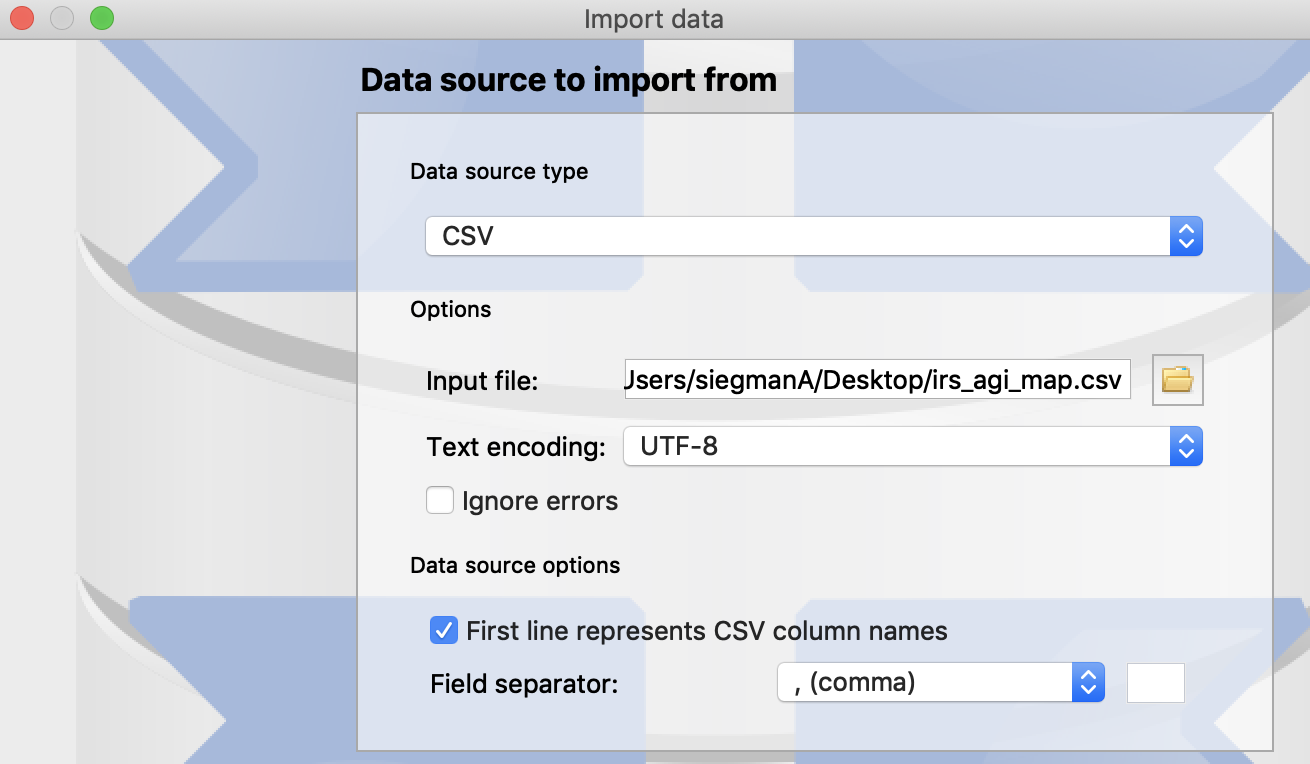 Import data
Data source to import from
Data source type
CSV
Options
Input file: Jsers/siegmanA/Desktop/irs_agi_map.csv
Text encoding: UTF-8
Ignore errors
Data source options
First line represents CSV column names
Field separator: , (comma)